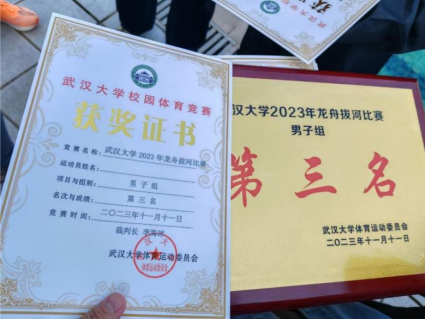 武汉大学校园体育竞赛
获奖证书
竞赛名称: 武汉大学 2023 年龙舟拔河比赛
运动员姓名:
项目与组别: 男子组
名次与成绩: 第三名
竞赛时间: 二〇二三年十一月十一日
裁判长
武汉大学体育运动委员会
汉大学2023年龙舟拔河比赛
男子组
第三名
武汉大学体育运动委员会
二〇二三年十一月十一日